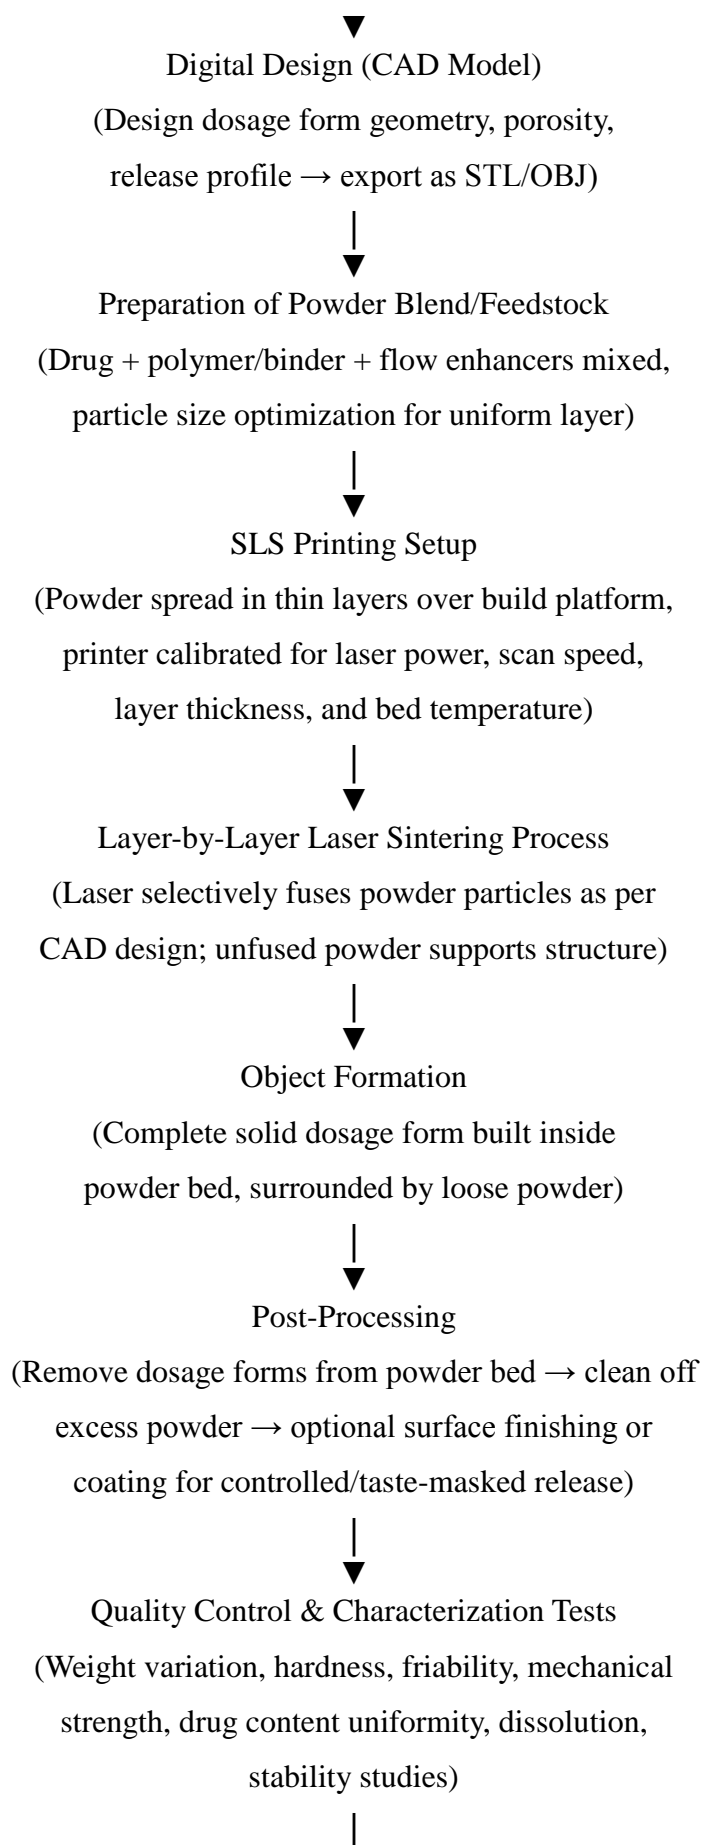 Digital Design (CAD Model)
(Design dosage form geometry, porosity,
release profile → export as STL/OBJ)
Preparation of Powder Blend/Feedstock
(Drug + polymer/binder + flow enhancers mixed,
particle size optimization for uniform layer)
SLS Printing Setup
(Powder spread in thin layers over build platform,
printer calibrated for laser power, scan speed,
layer thickness, and bed temperature)
Layer-by-Layer Laser Sintering Process
(Laser selectively fuses powder particles as per
CAD design; unfused powder supports structure)
Object Formation
(Complete solid dosage form built inside
powder bed, surrounded by loose powder)
Post-Processing
(Remove dosage forms from powder bed → clean off
excess powder → optional surface finishing or
coating for controlled/taste-masked release)
Quality Control & Characterization Tests
(Weight variation, hardness, friability, mechanical
strength, drug content uniformity, dissolution,
stability studies)